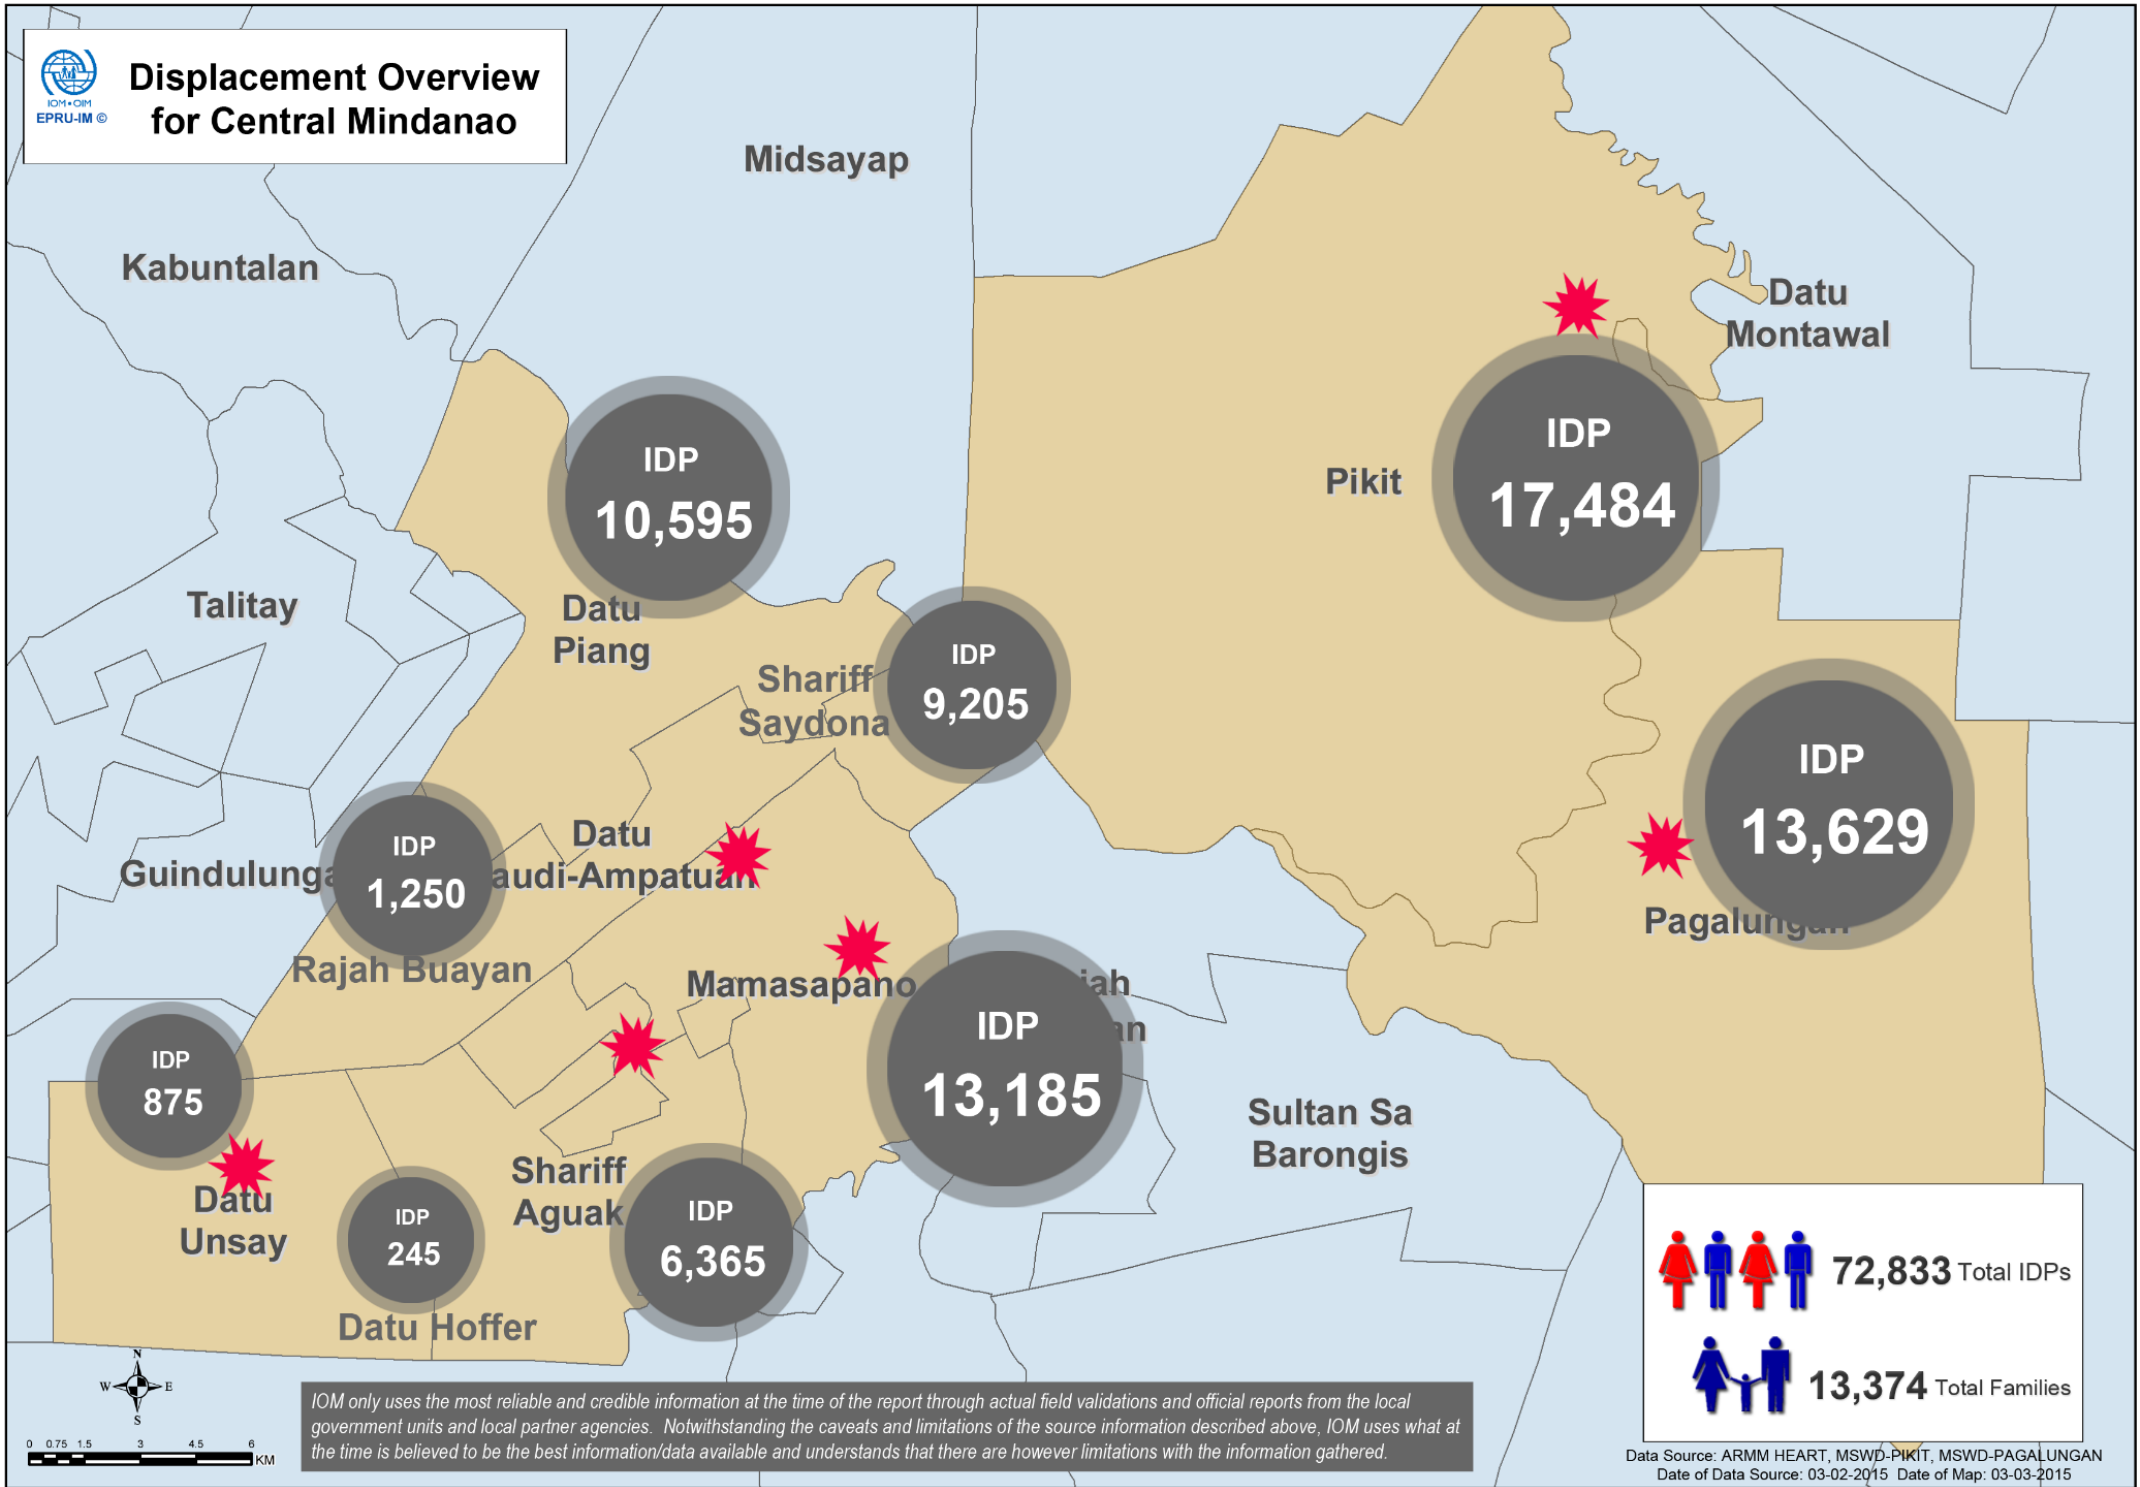 IOM • OIM
EPRU-IM ©
Displacement Overview
for Central Mindanao
Midsayap
Kabuntalan
Datu
Montawal
IDP
10,595
IDP
17,484
Pikit
Talitay
Datu
Piang
IDP
9,205
Shariff
Saydona
IDP
13,629
Pagalungan
Datu
audi-Ampatuan
Guindulunga
IDP
1,250
Rajah Buayan
Mamasapano
jah
an
IDP
13,185
IDP
875
Datu
Unsay
Sultan Sa
Barongis
Shariff
Aguak
IDP
245
IDP
6,365
Datu Hoffer
72,833 Total IDPs
13,374 Total Families
N
W E
S
0 0.75 1.5 3 4.5 6
KM
IOM only uses the most reliable and credible information at the time of the report through actual field validations and official reports from the local
government units and local partner agencies. Notwithstanding the caveats and limitations of the source information described above, IOM uses what at
the time is believed to be the best information/data available and understands that there are however limitations with the information gathered.
Data Source: ARMM HEART, MSWD-PIKIT, MSWD-PAGALUNGAN
Date of Data Source: 03-02-2015 Date of Map: 03-03-2015